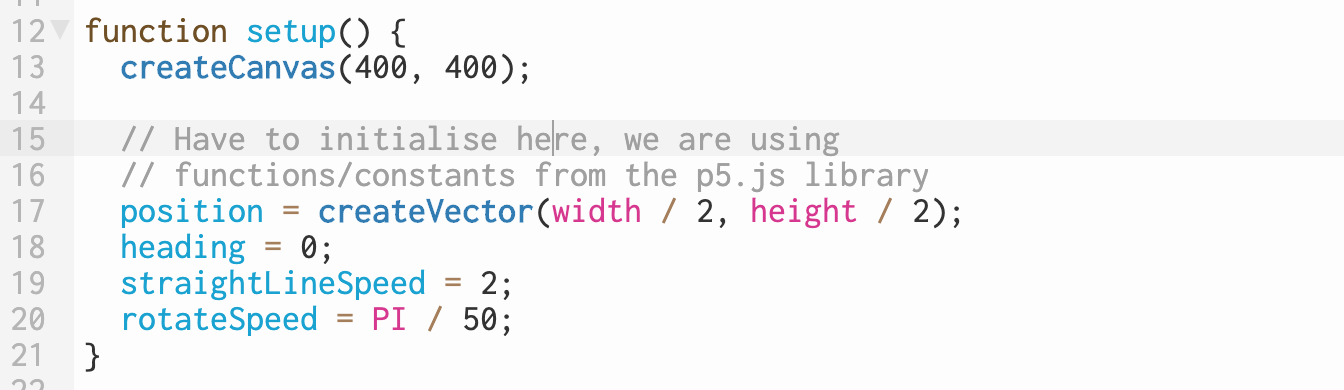 12 function setup() {
13 createCanvas(400, 400);
14
15 // Have to initialise here, we are using
16 // functions/constants from the p5.js library
17 position = createVector(width / 2, height / 2);
18 heading = 0;
19 straightLineSpeed = 2;
20 rotateSpeed = PI / 50;
21 }